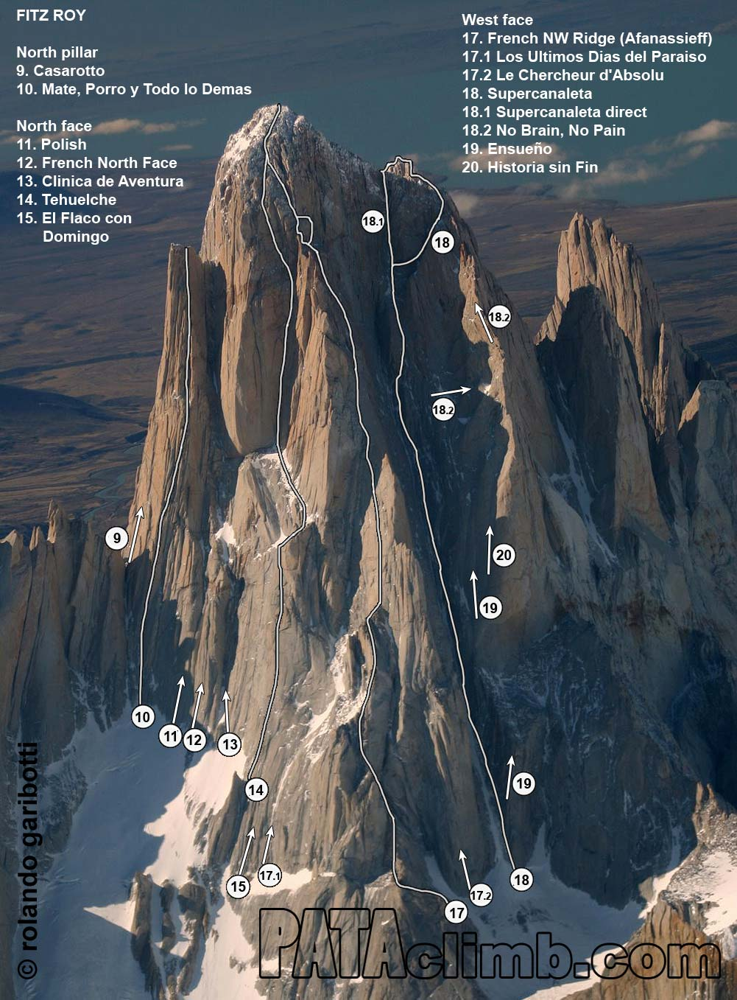 FITZ ROY
North pillar
9. Casarotto
10. Mate, Porro y Todo lo Demas
North face
11. Polish
12. French North Face
13. Clinica de Aventura
14. Tehuelche
15. El Flaco con
Domingo
West face
17. French NW Ridge (Afanassieff)
17.1 Los Ultimos Dias del Paraiso
17.2 Le Chercheur d'Absolu
18. Supercanaleta
18.1 Supercanaleta direct
18.2 No Brain, No Pain
19. Ensueño
20. Historia sin Fin
18.1
18
18.2
18.2
9
20
19
10
11
12
13
14
19
15
17.1
18
17.2
17
© rolando garibotti
PATAclimb.com